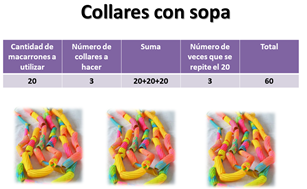 Collares con sopa
Cantidad de macarrones a utilizar | Número de collares a hacer | Suma | Número de veces que se repite el 20 | Total
20 | 3 | 20+20+20 | 3 | 60